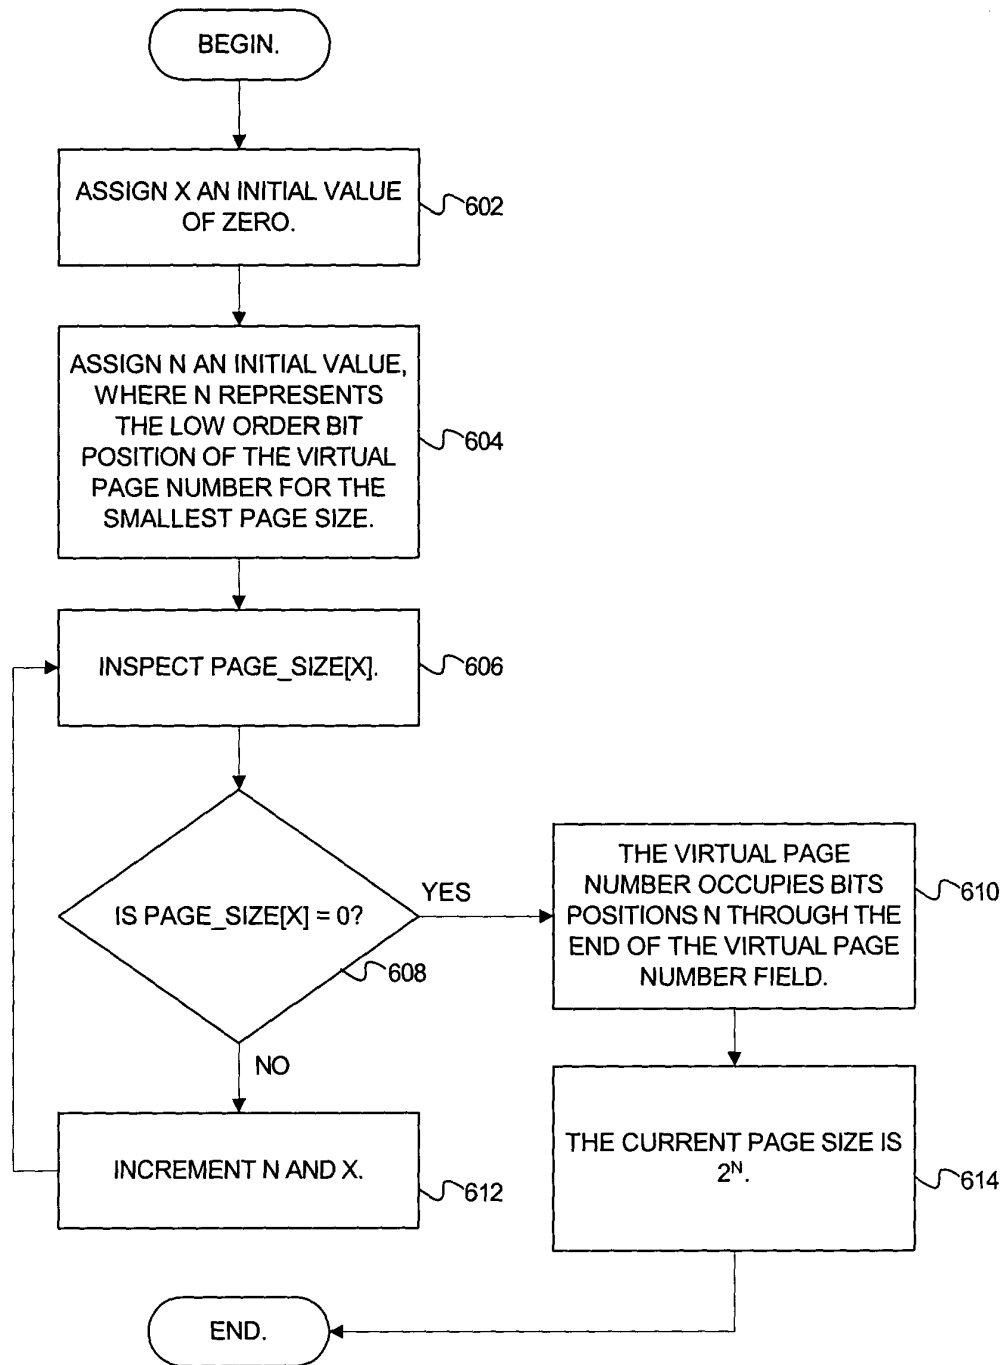 BEGIN.
ASSIGN X AN INITIAL VALUE
OF ZERO.
602
ASSIGN N AN INITIAL VALUE,
WHERE N REPRESENTS
THE LOW ORDER BIT
POSITION OF THE VIRTUAL
PAGE NUMBER FOR THE
SMALLEST PAGE SIZE.
604
INSPECT PAGE_SIZE[X].
606
IS PAGE_SIZE[X] = 0?
608
YES
NO
THE VIRTUAL PAGE
NUMBER OCCUPIES BITS
POSITIONS N THROUGH THE
END OF THE VIRTUAL PAGE
NUMBER FIELD.
610
INCREMENT N AND X.
612
THE CURRENT PAGE SIZE IS
2ᴺ.
614
END.